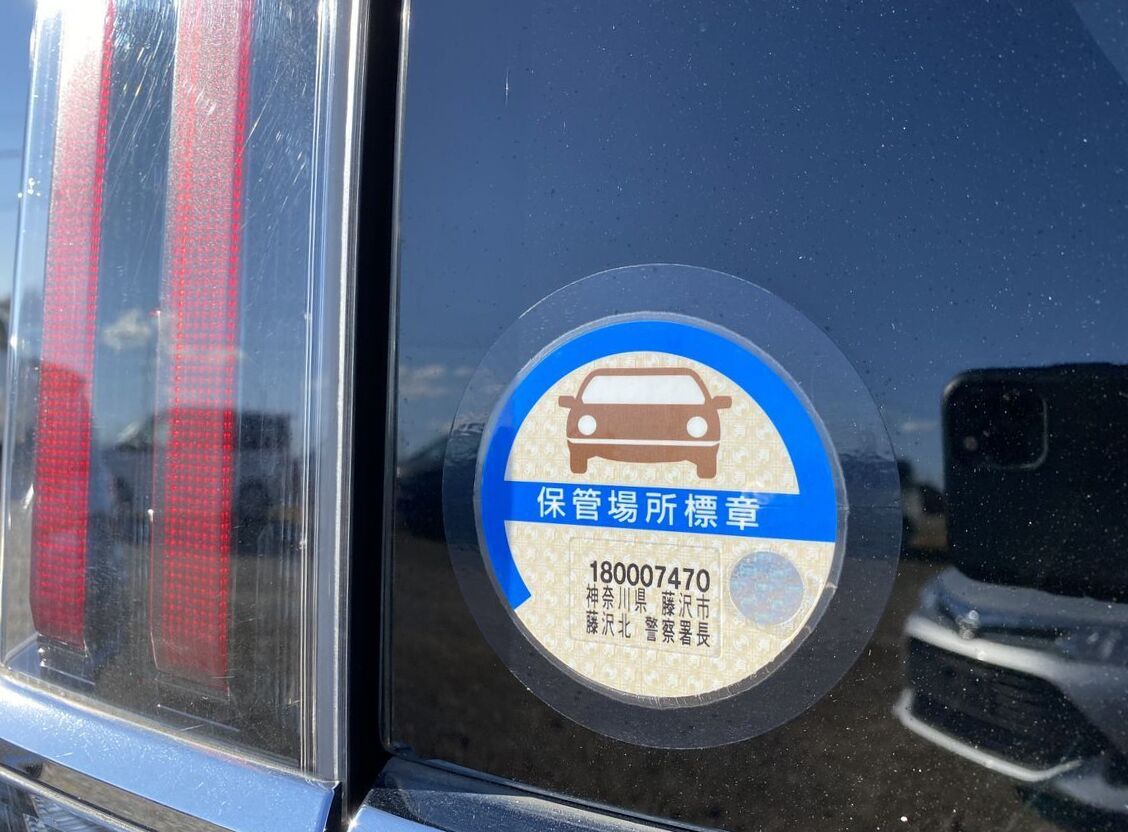 保管場所標章
180007470
神奈川県 藤沢市
藤沢北 警察署長